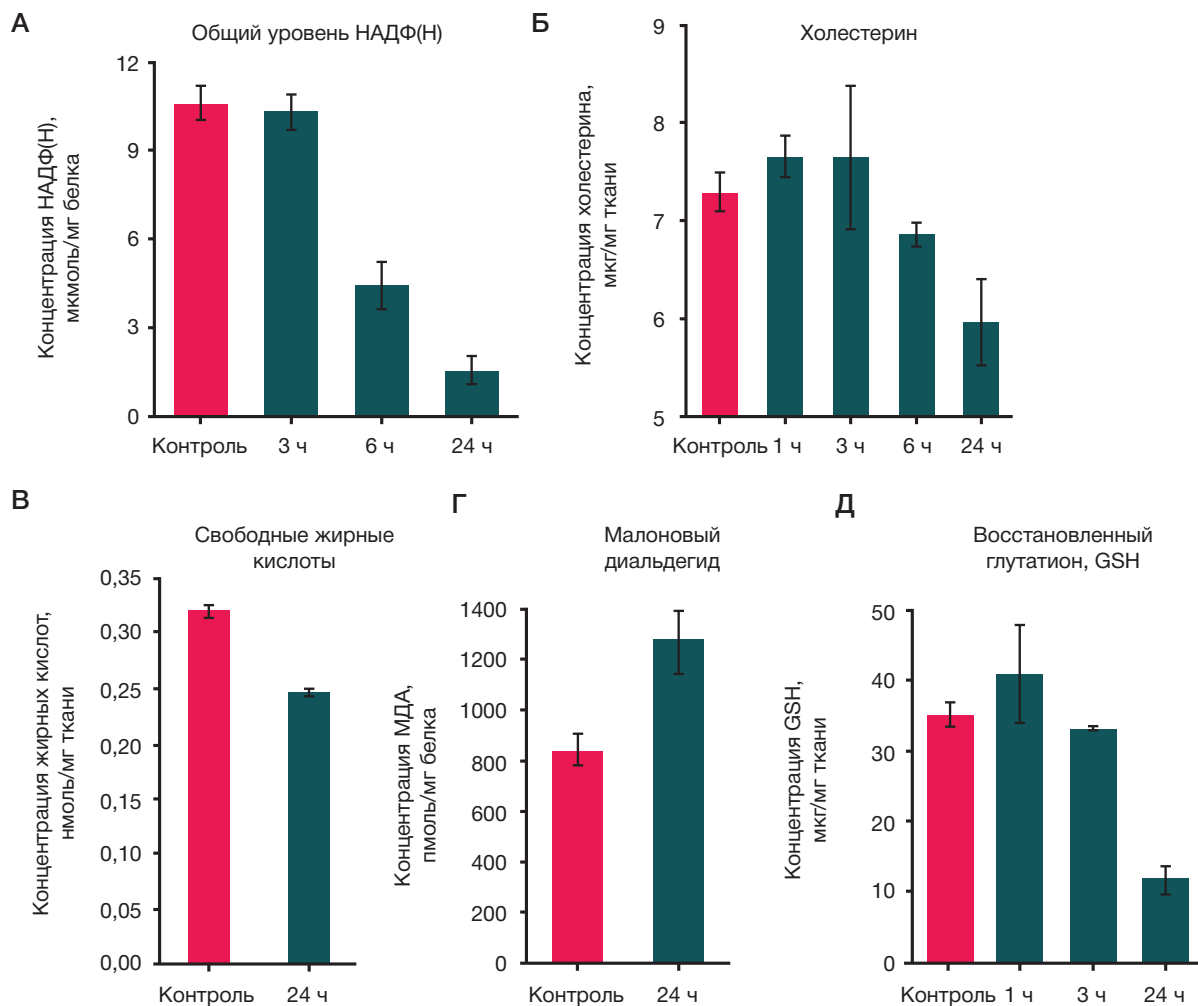 А
Общий уровень НАДФ(Н)
Концентрация НАДФ(Н),
мкмоль/мг белка
12
9
6
3
0
Контроль 3 ч 6 ч 24 ч
Б
Холестерин
Концентрация холестерина,
мкг/мг ткани
9
8
7
6
5
Контроль 1 ч 3 ч 6 ч 24 ч
В
Свободные жирные
кислоты
Концентрация жирных кислот,
нмоль/мг ткани
0,35
0,30
0,25
0,20
0,15
0,10
0,05
0,00
Контроль 24 ч
Г
Малоновый
диальдегид
Концентрация МДА,
пмоль/мг белка
1400
1200
1000
800
600
400
200
0
Контроль 24 ч
Д
Восстановленный
глутатион, GSH
Концентрация GSH,
мкг/мг ткани
50
40
30
20
10
0
Контроль 1 ч 3 ч 24 ч